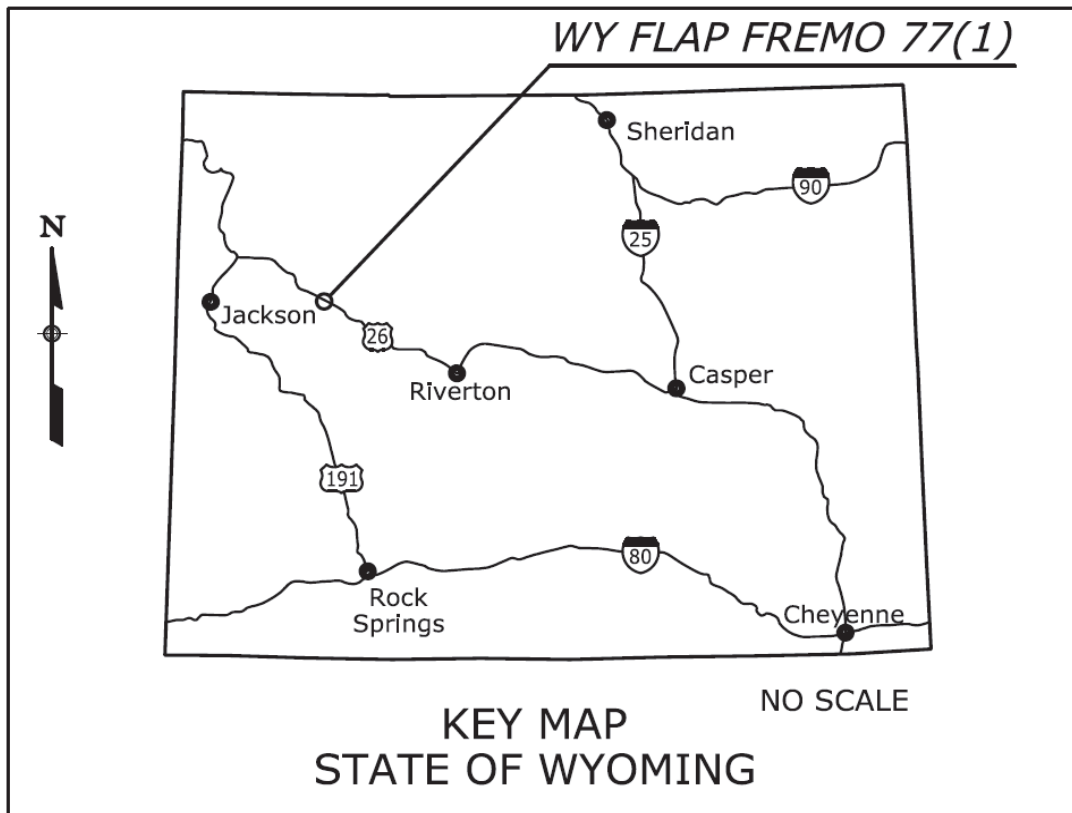 WY FLAP FREMO 77(1)
Sheridan
90
N
25
Jackson
26
Riverton
Casper
191
80
Rock
Springs
Cheyenne
NO SCALE
KEY MAP
STATE OF WYOMING